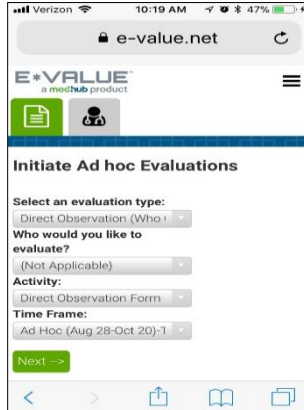 Verizon 10:19 AM 47%
e-value.net
E*VALUE
a medhub product
Initiate Ad hoc Evaluations
Select an evaluation type:
Direct Observation (Who
Who would you like to
evaluate?
(Not Applicable)
Activity:
Direct Observation Form
Time Frame:
Ad Hoc (Aug 28-Oct 20)-1
Next -->